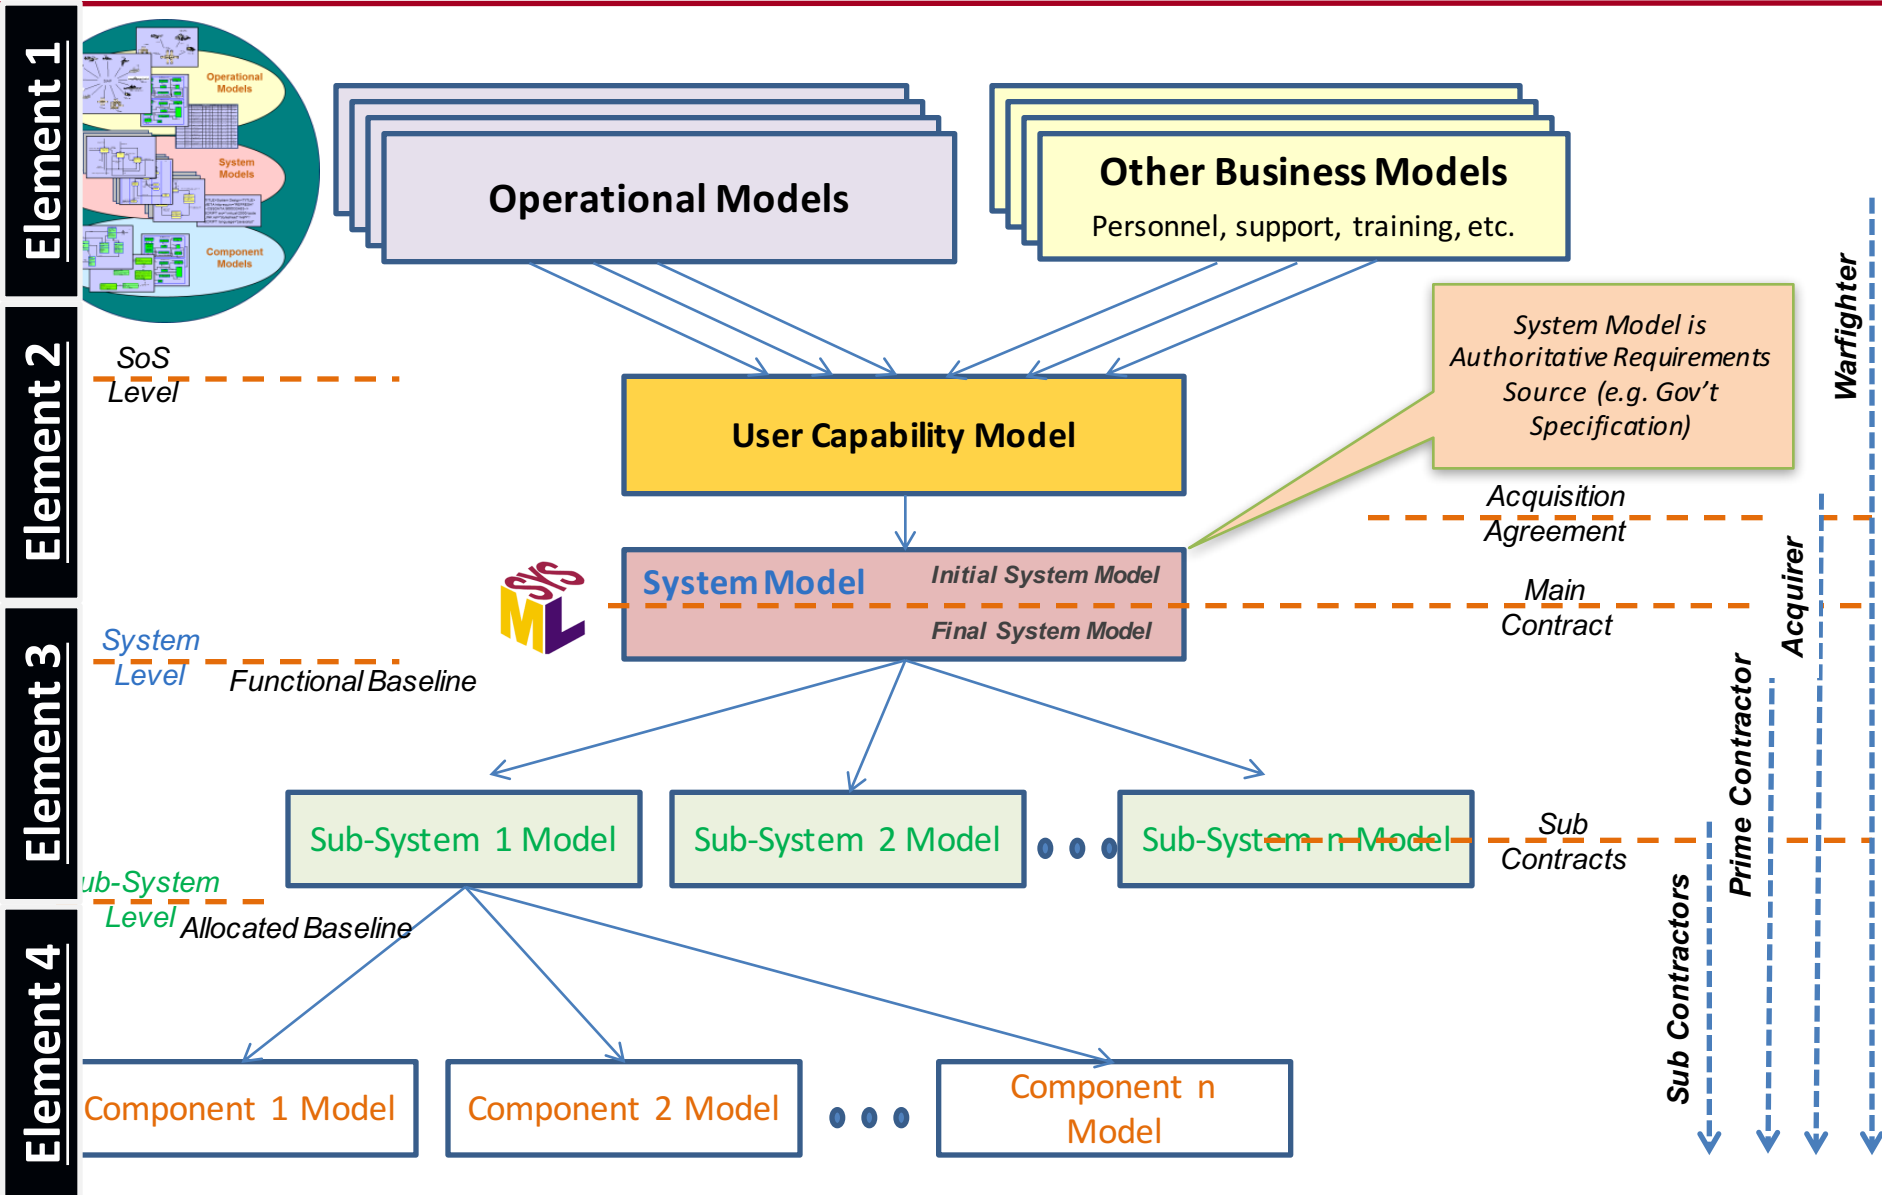 Element 1
Operational
Models
System
Models
Component
Models
Operational Models
Other Business Models
Personnel, support, training, etc.
Element 2
SoS
Level
User Capability Model
System Model is
Authoritative Requirements
Source (e.g. Gov't
Specification)
Warfighter
Acquisition
Agreement
SYS
ML
System Model
Initial System Model
Final System Model
Main
Contract
Acquirer
Element 3
System
Level
Functional Baseline
Prime Contractor
Sub-System 1 Model
Sub-System 2 Model
Sub-System n Model
Sub
Contracts
ub-System
Level
Allocated Baseline
Sub Contractors
Element 4
Component 1 Model
Component 2 Model
Component n
Model